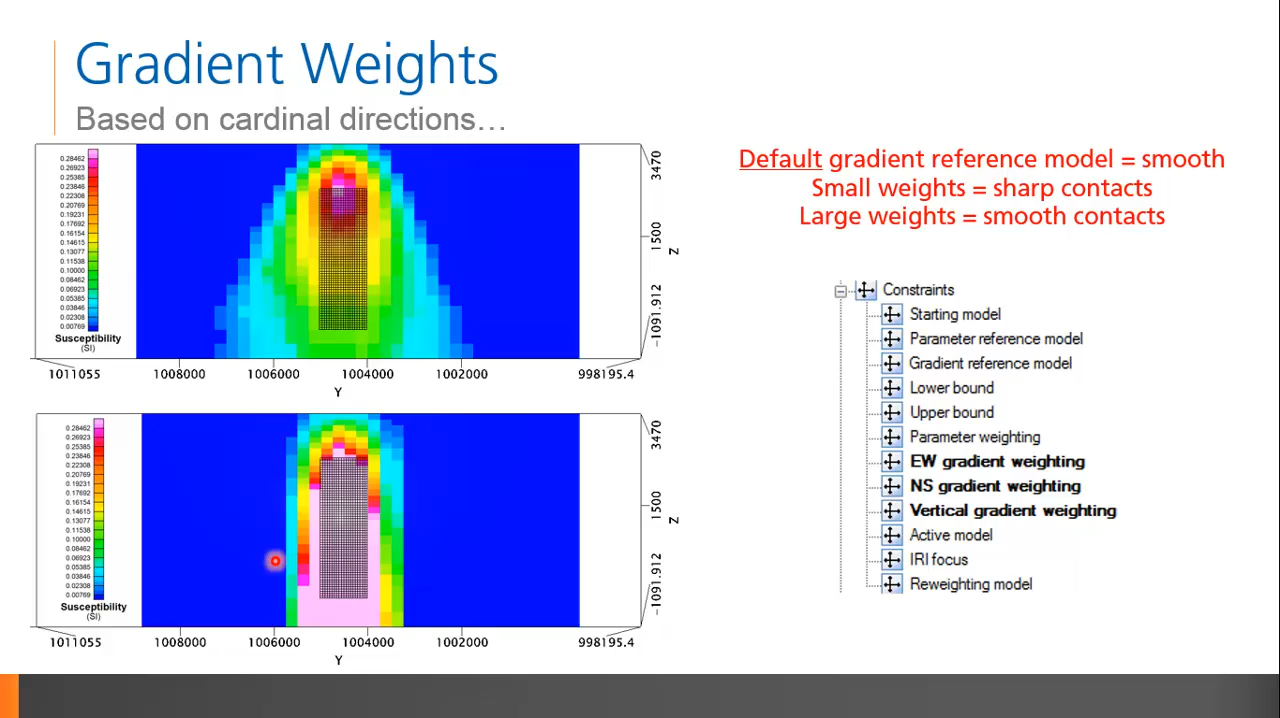 Gradient Weights
Based on cardinal directions…
0.28462
0.26923
0.25385
0.23846
0.22308
0.20769
0.19231
0.17692
0.16154
0.14615
0.13077
0.11538
0.10000
0.08462
0.06923
0.05385
0.03846
0.02308
0.00769
Susceptibility
(SI)
3470
1500
Z
-1091.912
1011055
1008000
1006000
1004000
1002000
998195.4
Y
0.28462
0.26923
0.25385
0.23846
0.22308
0.20769
0.19231
0.17692
0.16154
0.14615
0.13077
0.11538
0.10000
0.08462
0.06923
0.05385
0.03846
0.02308
0.00769
Susceptibility
(SI)
3470
1500
Z
-1091.912
1011055
1008000
1006000
1004000
1002000
998195.4
Y
Default gradient reference model = smooth
Small weights = sharp contacts
Large weights = smooth contacts
Constraints
Starting model
Parameter reference model
Gradient reference model
Lower bound
Upper bound
Parameter weighting
EW gradient weighting
NS gradient weighting
Vertical gradient weighting
Active model
IRI focus
Reweighting model